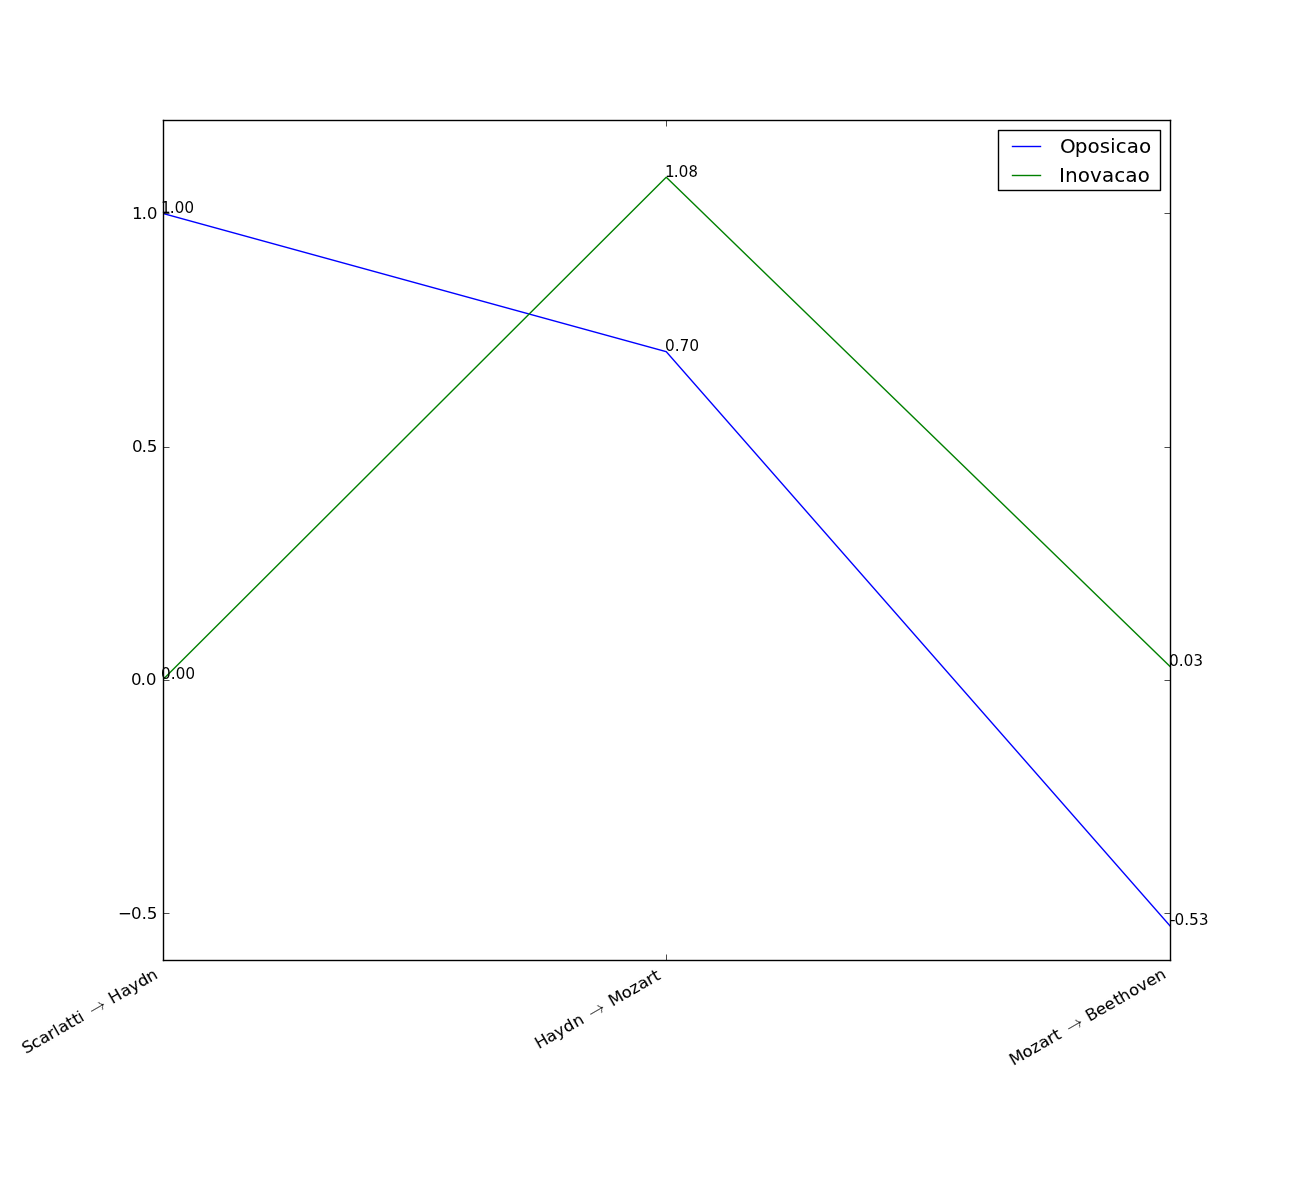 Oposicao
Inovacao
1.08
1.0
1.00
0.70
0.5
0.0
0.00
0.03
−0.5
-0.53
Scarlatti → Haydn
Haydn → Mozart
Mozart → Beethoven